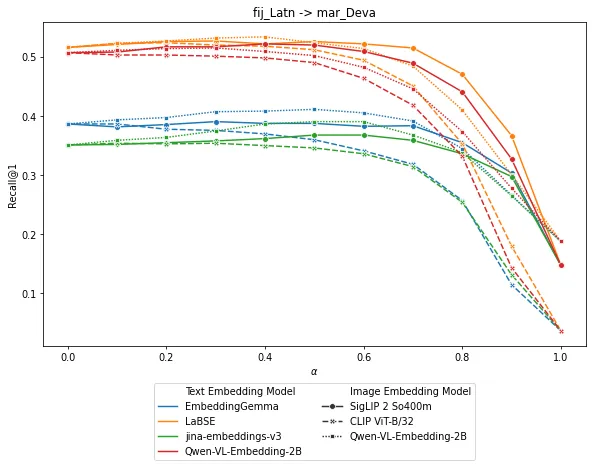 fij_Latn -> mar_Deva
Recall@1
0.5
0.4
0.3
0.2
0.1
0.0 0.2 0.4 0.6 0.8 1.0
α
Text Embedding Model Image Embedding Model
EmbeddingGemma SigLIP 2 So400m
LaBSE CLIP ViT-B/32
jina-embeddings-v3 Qwen-VL-Embedding-2B
Qwen-VL-Embedding-2B